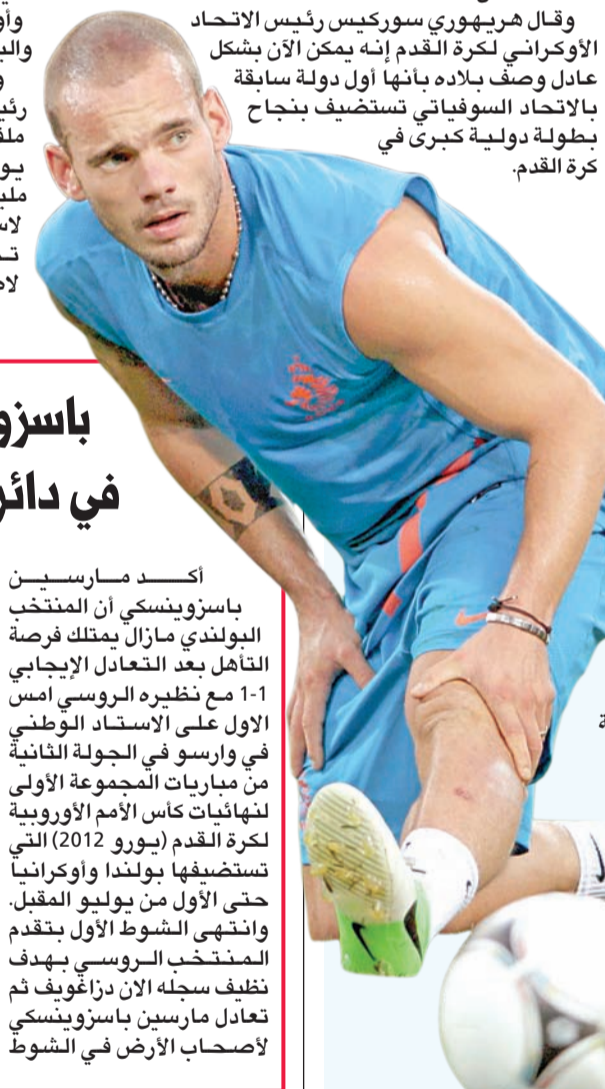 وقال هريهوري سوركيس رئيس الاتحاد
الأوكراني لكرة القدم إنه يمكن الآن بشكل
عادل وصف بلاده بأنها أول دولة سابقة
بالاتحاد السوفياتي تستضيف بنجاح
بطولة دولية كبرى في
كرة القدم.
في
أكد مارسين
باسزوينسكي أن المنتخب
البولندي مازال يمتلك فرصة
التأهل بعد التعادل الإيجابي
1-1 مع نظيره الروسي امس
الاول على الاستاد الوطني
في وارسو في الجولة الثانية
من مباريات المجموعة الأولى
لنهائيات كأس الأمم الأوروبية
لكرة القدم (يورو 2012) التي
تستضيفها بولندا وأوكرانيا
حتى الأول من يوليو المقبل.
وانتهى الشوط الأول بتقدم
المنتخب الروسي بهدف
نظيف سجله الان دزاغويف ثم
تعادل مارسين باسزوينسكي
لأصحاب الأرض في الشوط